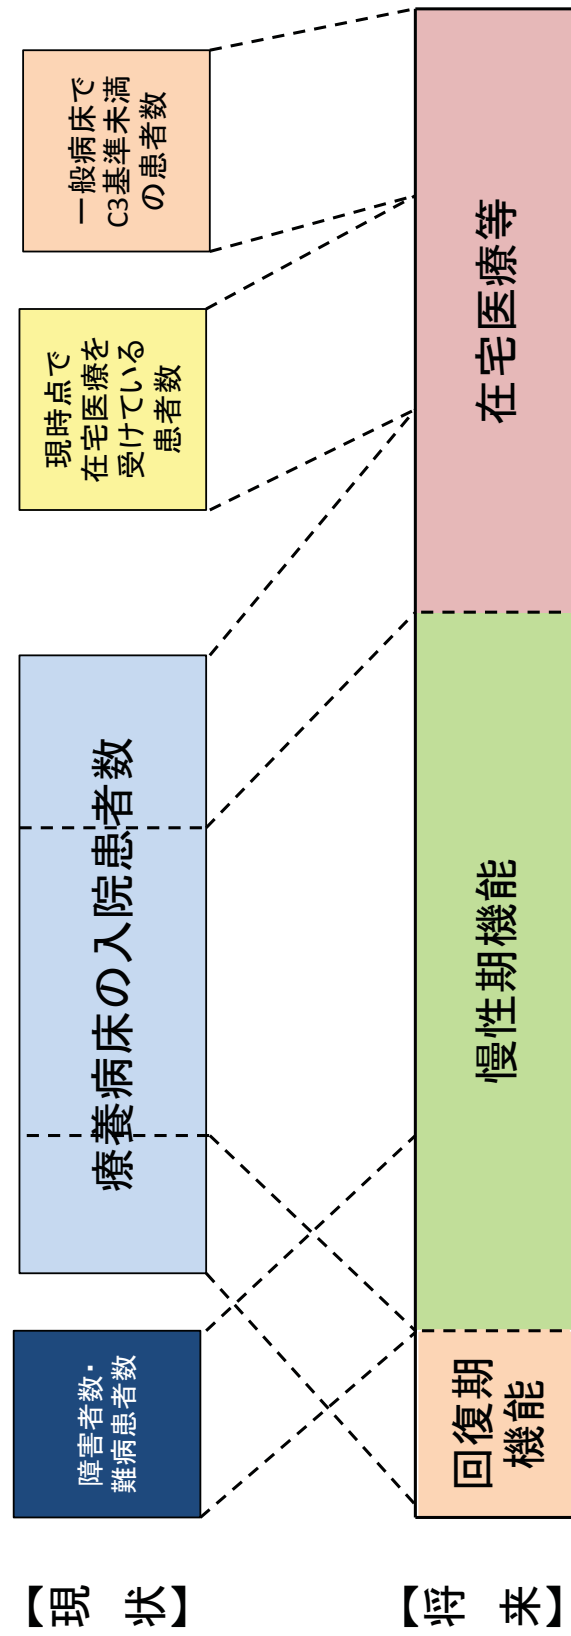 【現　状】
障害者数・
難病患者数
療養病床の入院患者数
現時点で
在宅医療を
受けている
患者数
一般病床で
C3基準未満
の患者数
【将　来】
回復期
機能
慢性期機能
在宅医療等